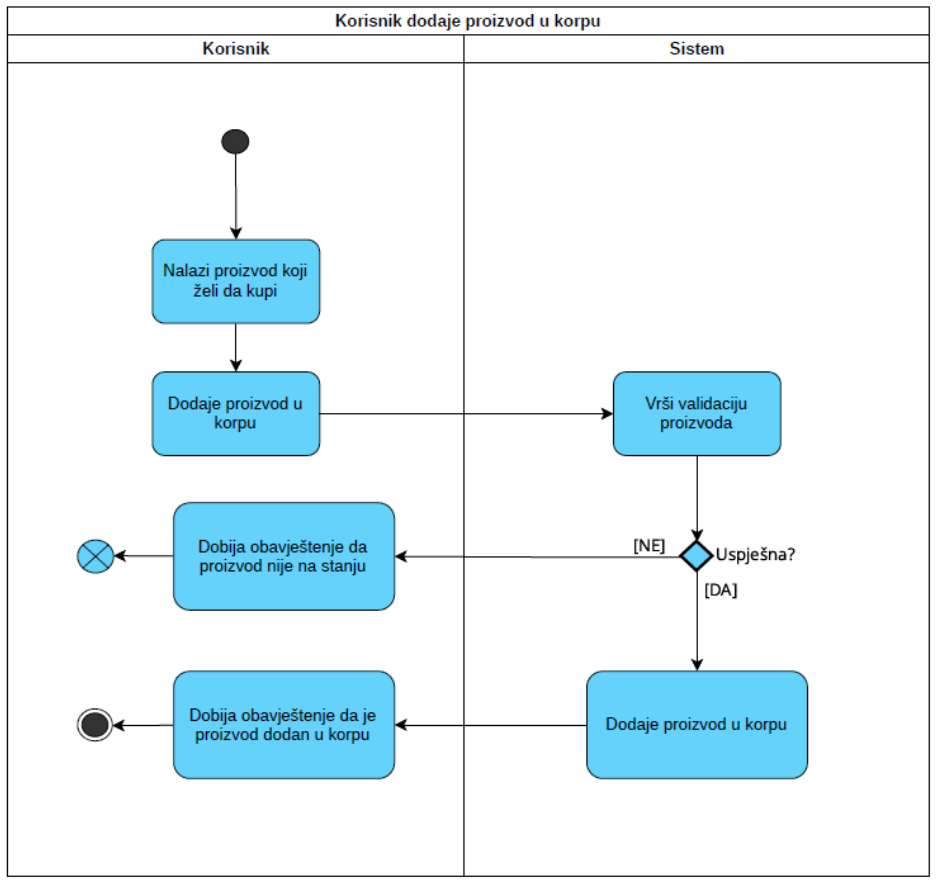 Korisnik dodaje proizvod u korpu
Korisnik
Sistem
Nalazi proizvod koji
želi da kupi
Dodaje proizvod u
korpu
Vrši validaciju
proizvoda
Dobija obavještenje da
proizvod nije na stanju
[NE]
Uspješna?
[DA]
Dobija obavještenje da je
proizvod dodan u korpu
Dodaje proizvod u korpu